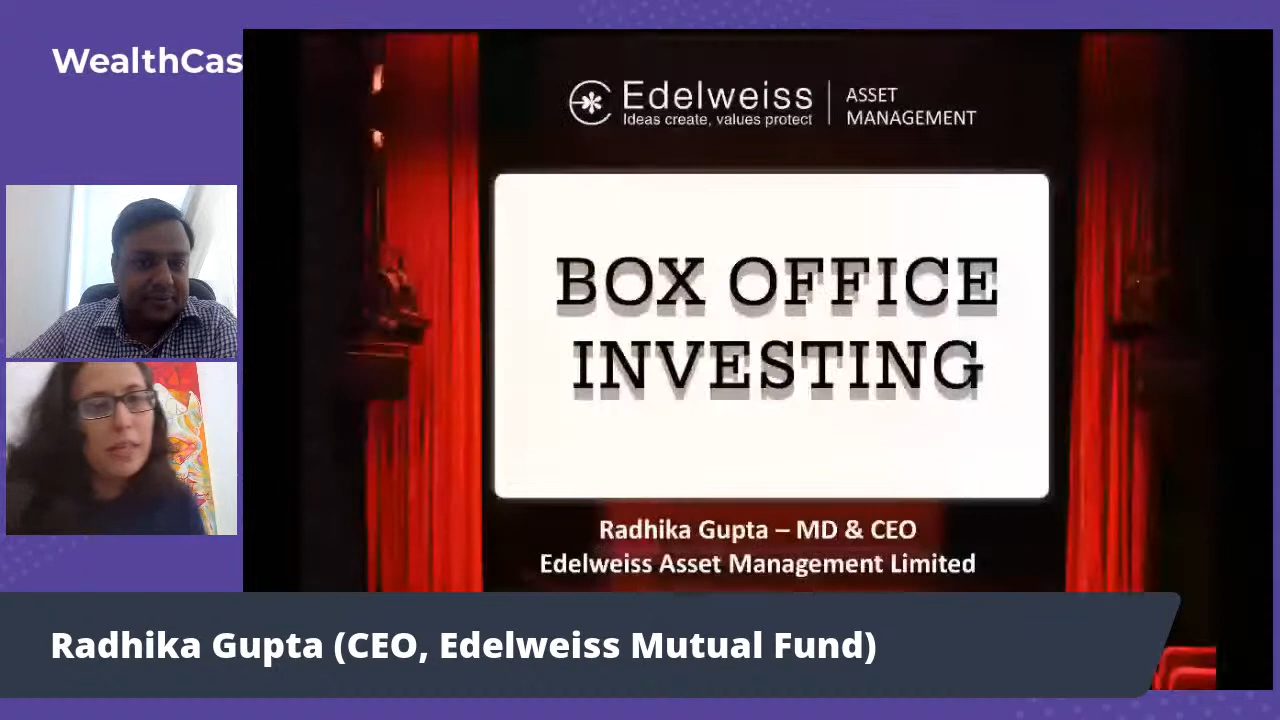 WealthCas
Edelweiss
Ideas create, values protect
ASSET
MANAGEMENT
BOX OFFICE
INVESTING
Radhika Gupta – MD & CEO
Edelweiss Asset Management Limited
Radhika Gupta (CEO, Edelweiss Mutual Fund)